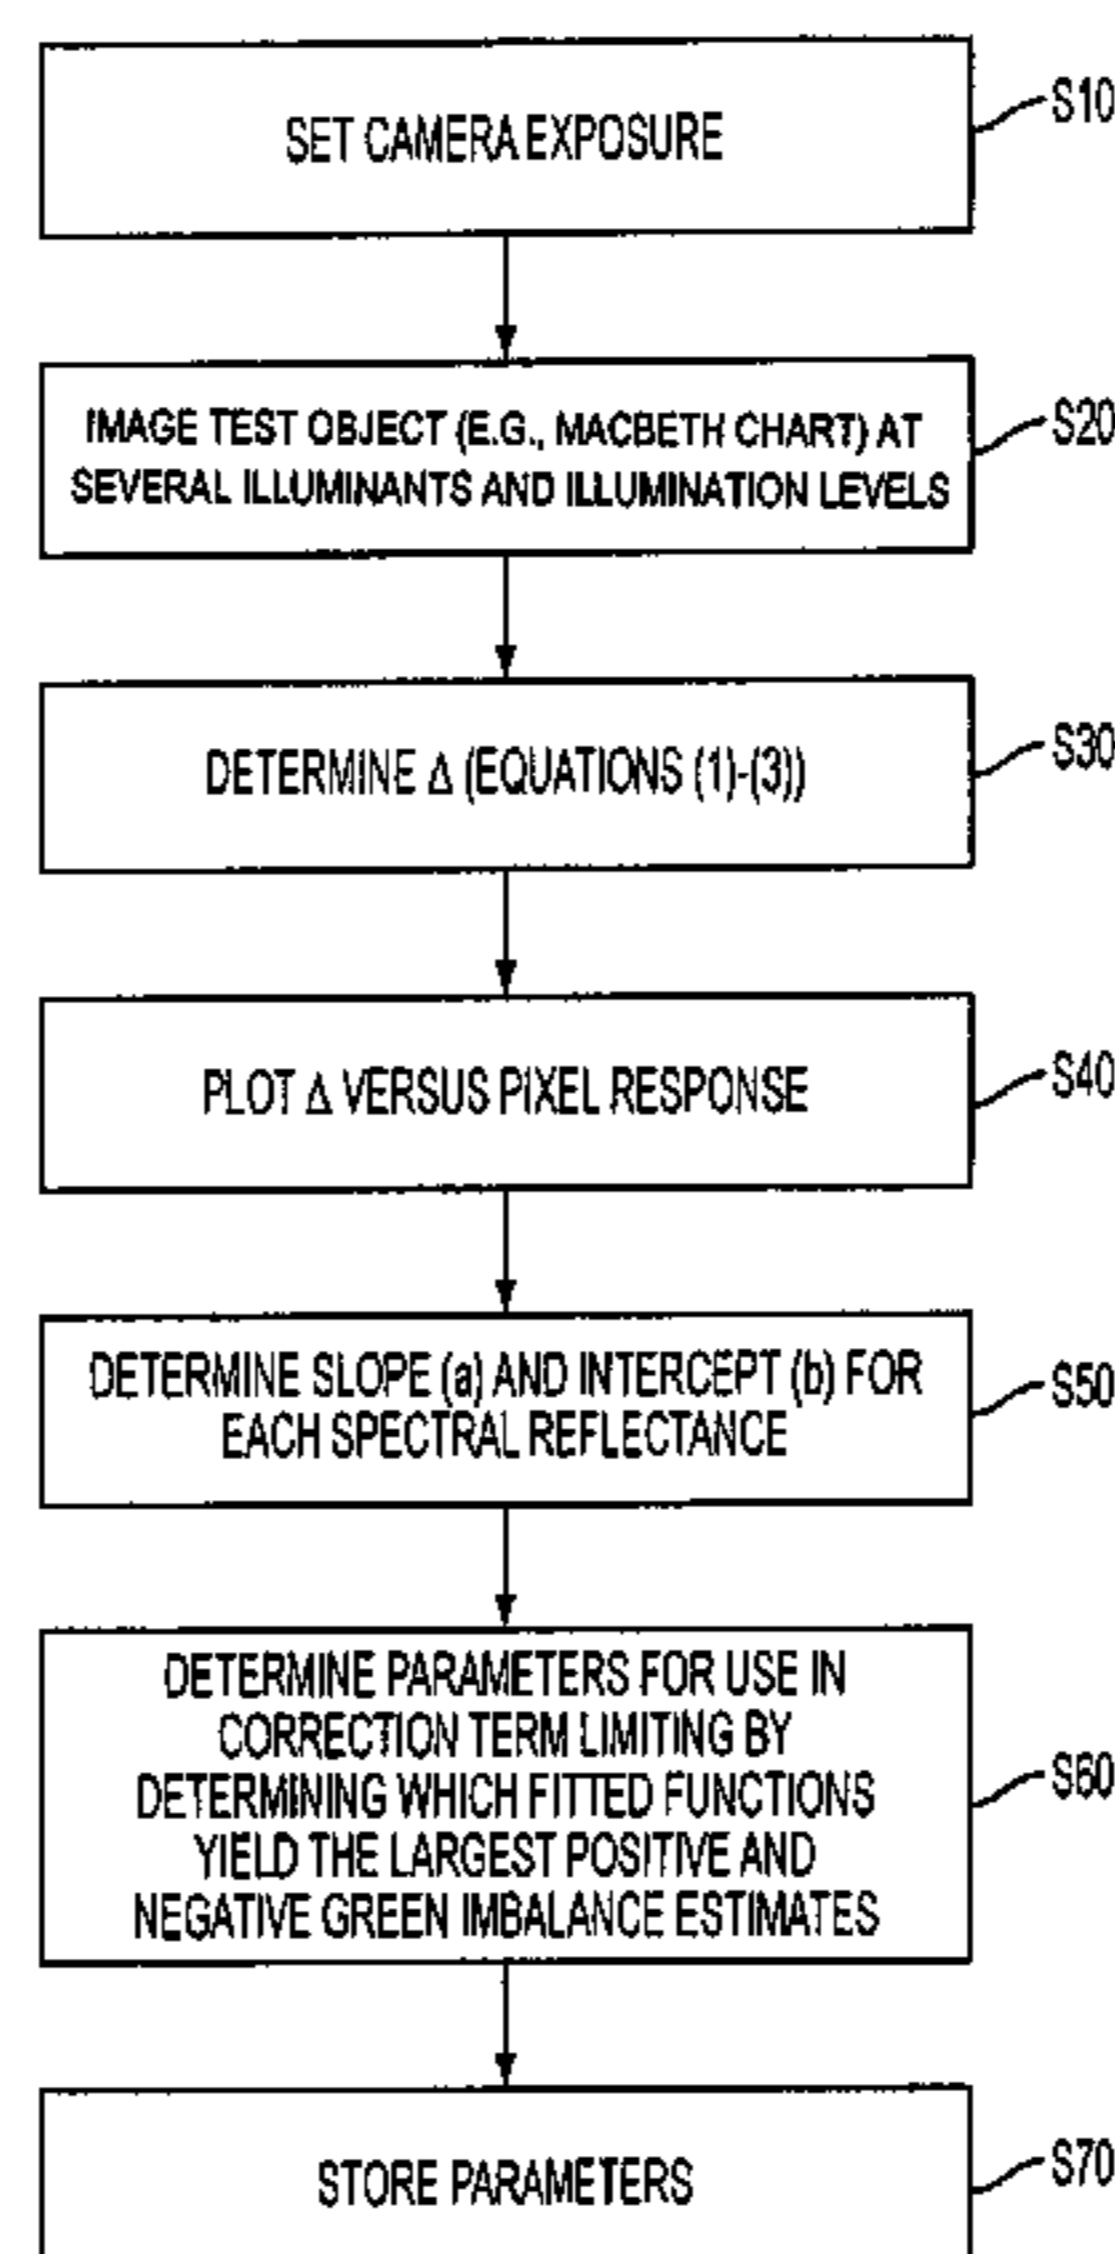 SET CAMERA EXPOSURE
S10
IMAGE TEST OBJECT (E.G., MACBETH CHART) AT
SEVERAL ILLUMINANTS AND ILLUMINATION LEVELS
S20
DETERMINE Δ (EQUATIONS (1)-(3))
S30
PLOT Δ VERSUS PIXEL RESPONSE
S40
DETERMINE SLOPE (a) AND INTERCEPT (b) FOR
EACH SPECTRAL REFLECTANCE
S50
DETERMINE PARAMETERS FOR USE IN
CORRECTION TERM LIMITING BY
DETERMINING WHICH FITTED FUNCTIONS
YIELD THE LARGEST POSITIVE AND
NEGATIVE GREEN IMBALANCE ESTIMATES
S60
STORE PARAMETERS
S70